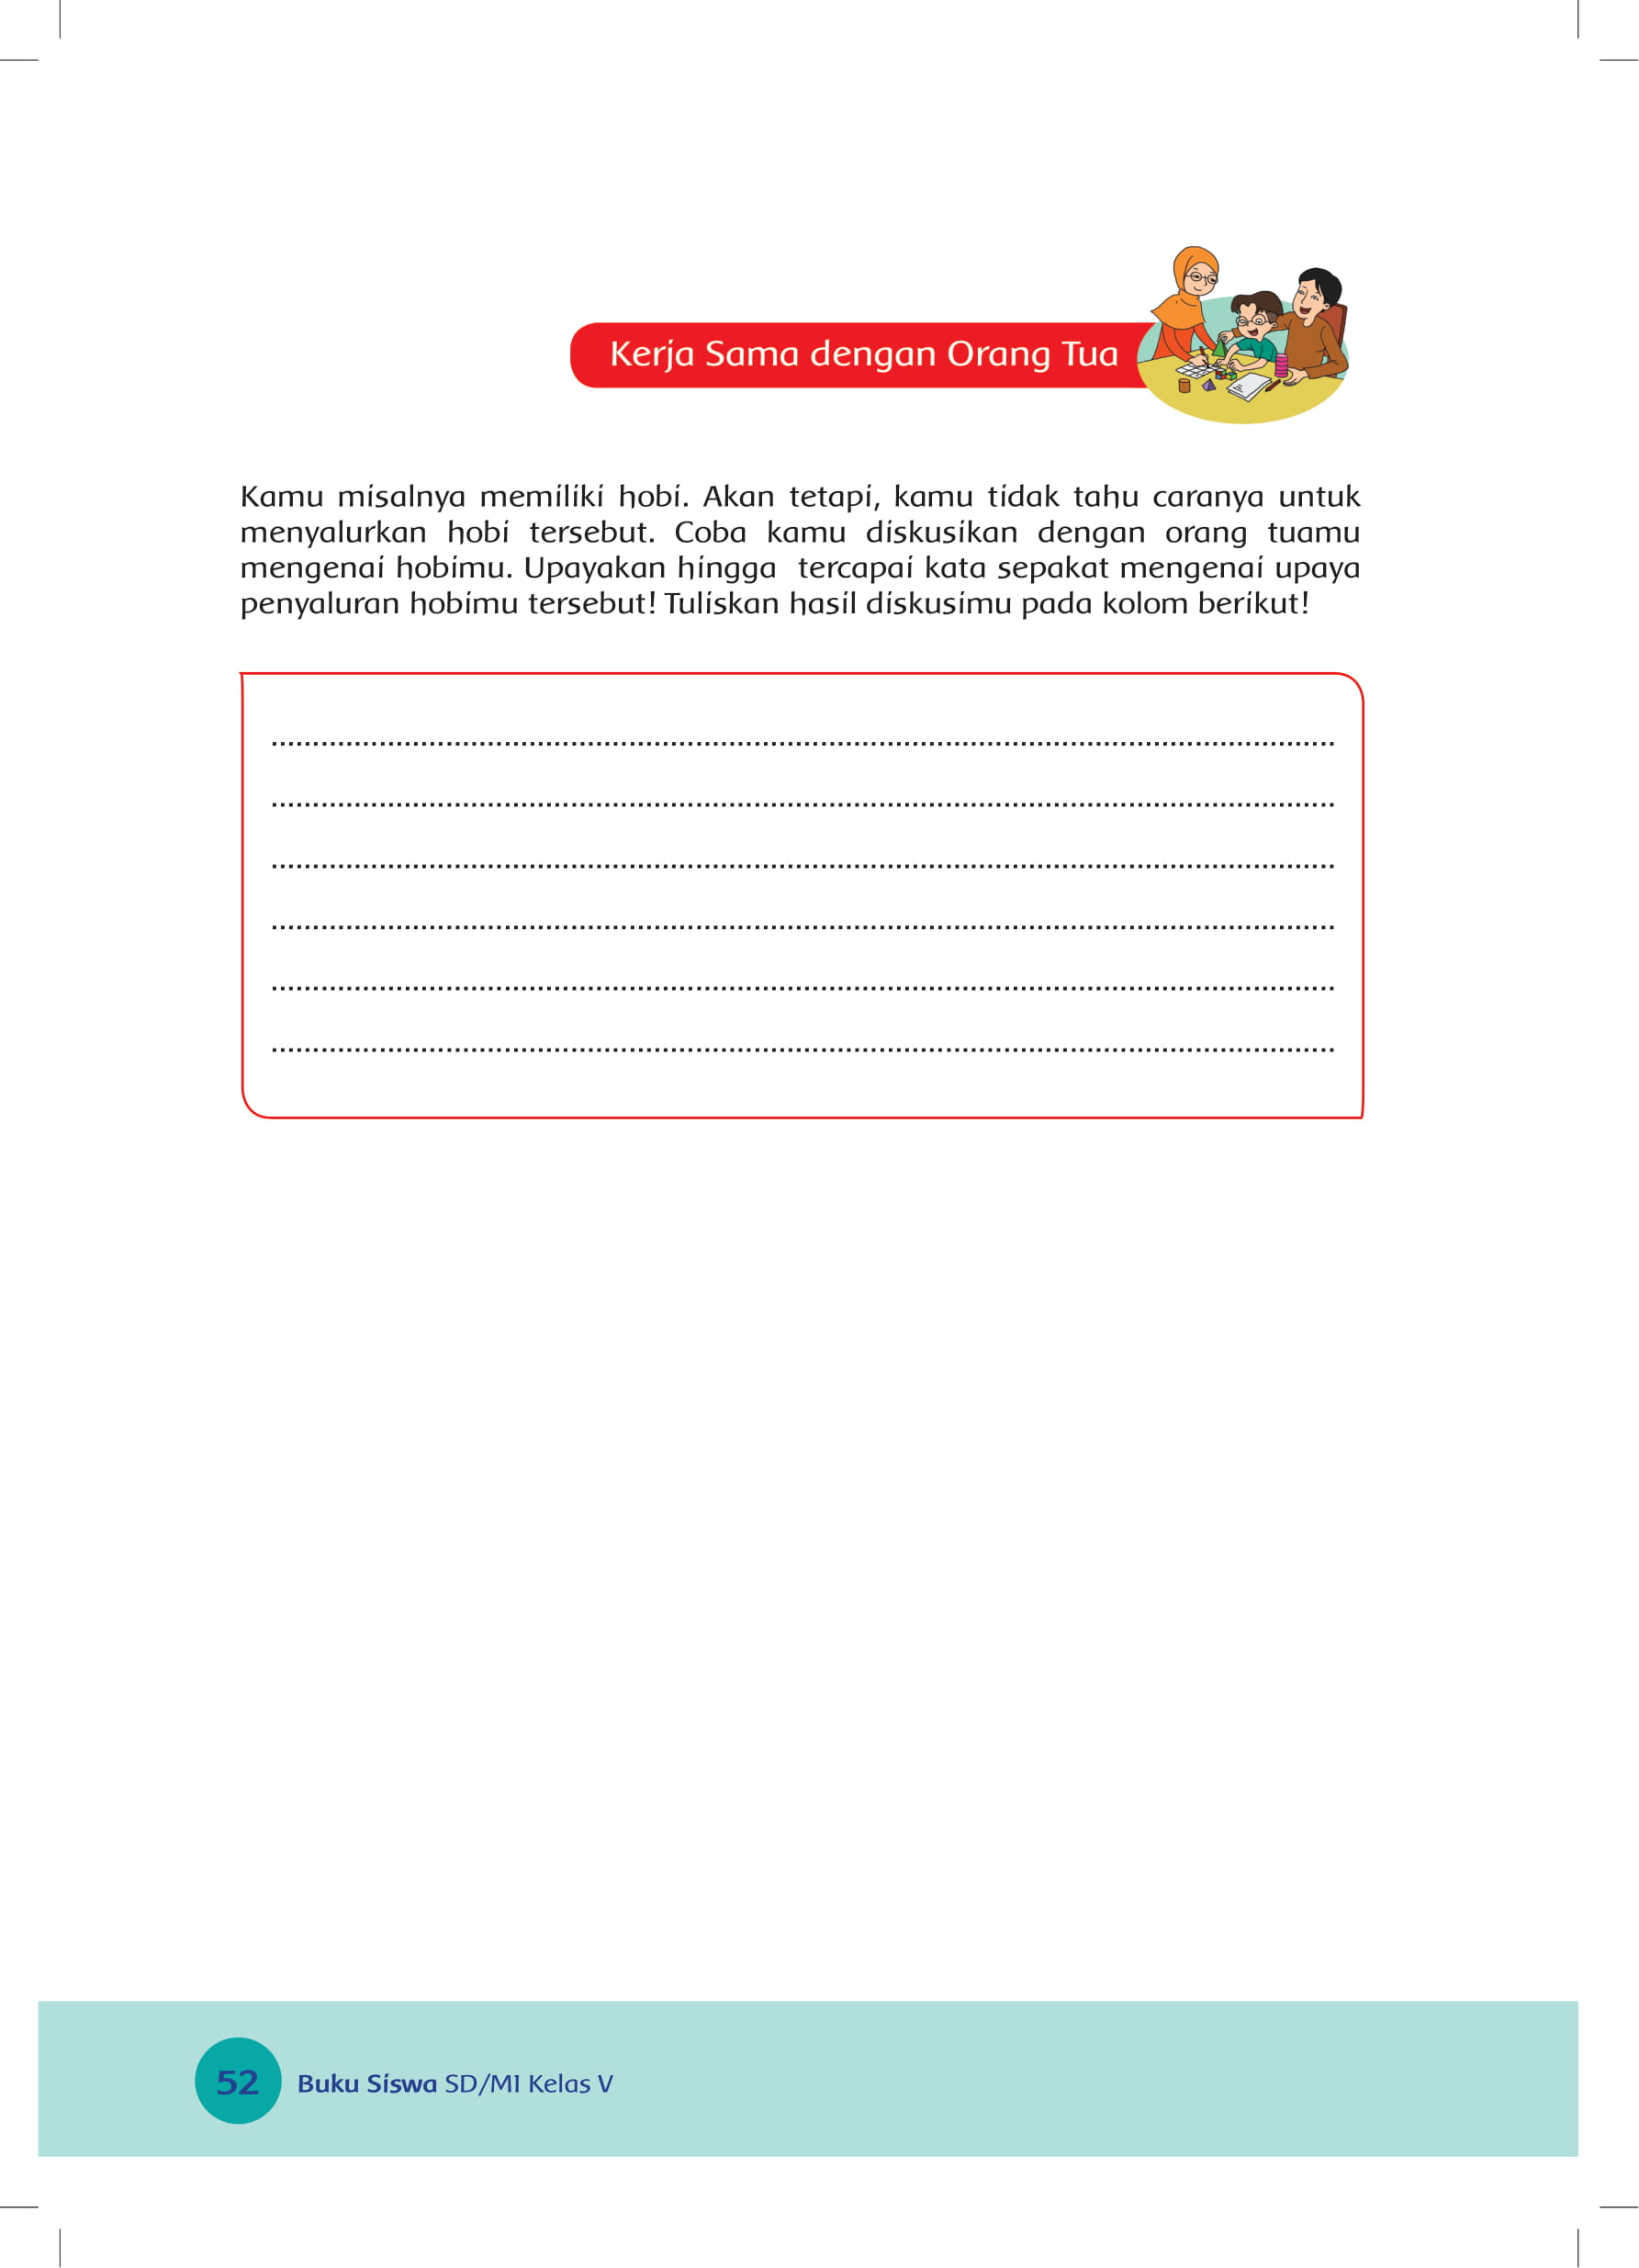 Kerja Sama dengan Orang Tua
Kamu misalnya memiliki hobi. Akan tetapi, kamu tidak tahu caranya untuk
menyalurkan hobi tersebut. Coba kamu diskusikan dengan orang tuamu
mengenai hobimu. Upayakan hingga tercapai kata sepakat mengenai upaya
penyaluran hobimu tersebut! Tuliskan hasil diskusimu pada kolom berikut!
52 Buku Siswa SD/MI Kelas V